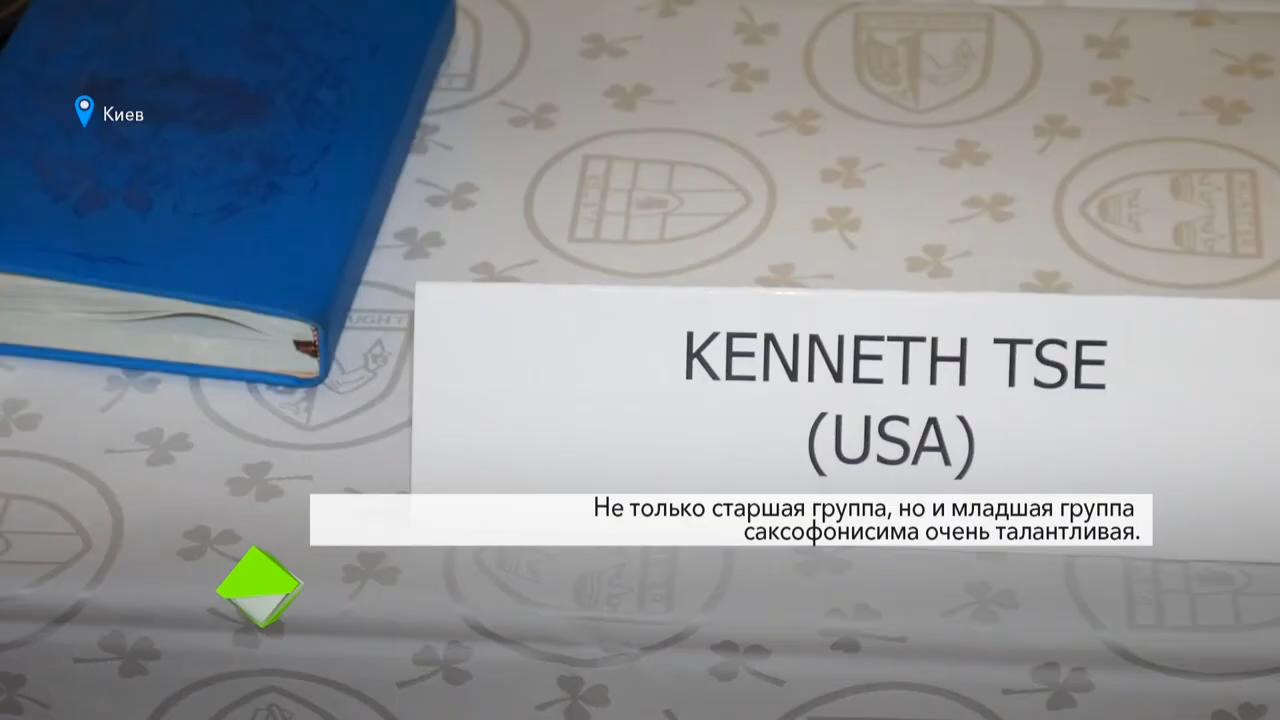 Киев
KENNETH TSE
(USA)
Не только старшая группа, но и младшая группа
саксофонисима очень талантливая.